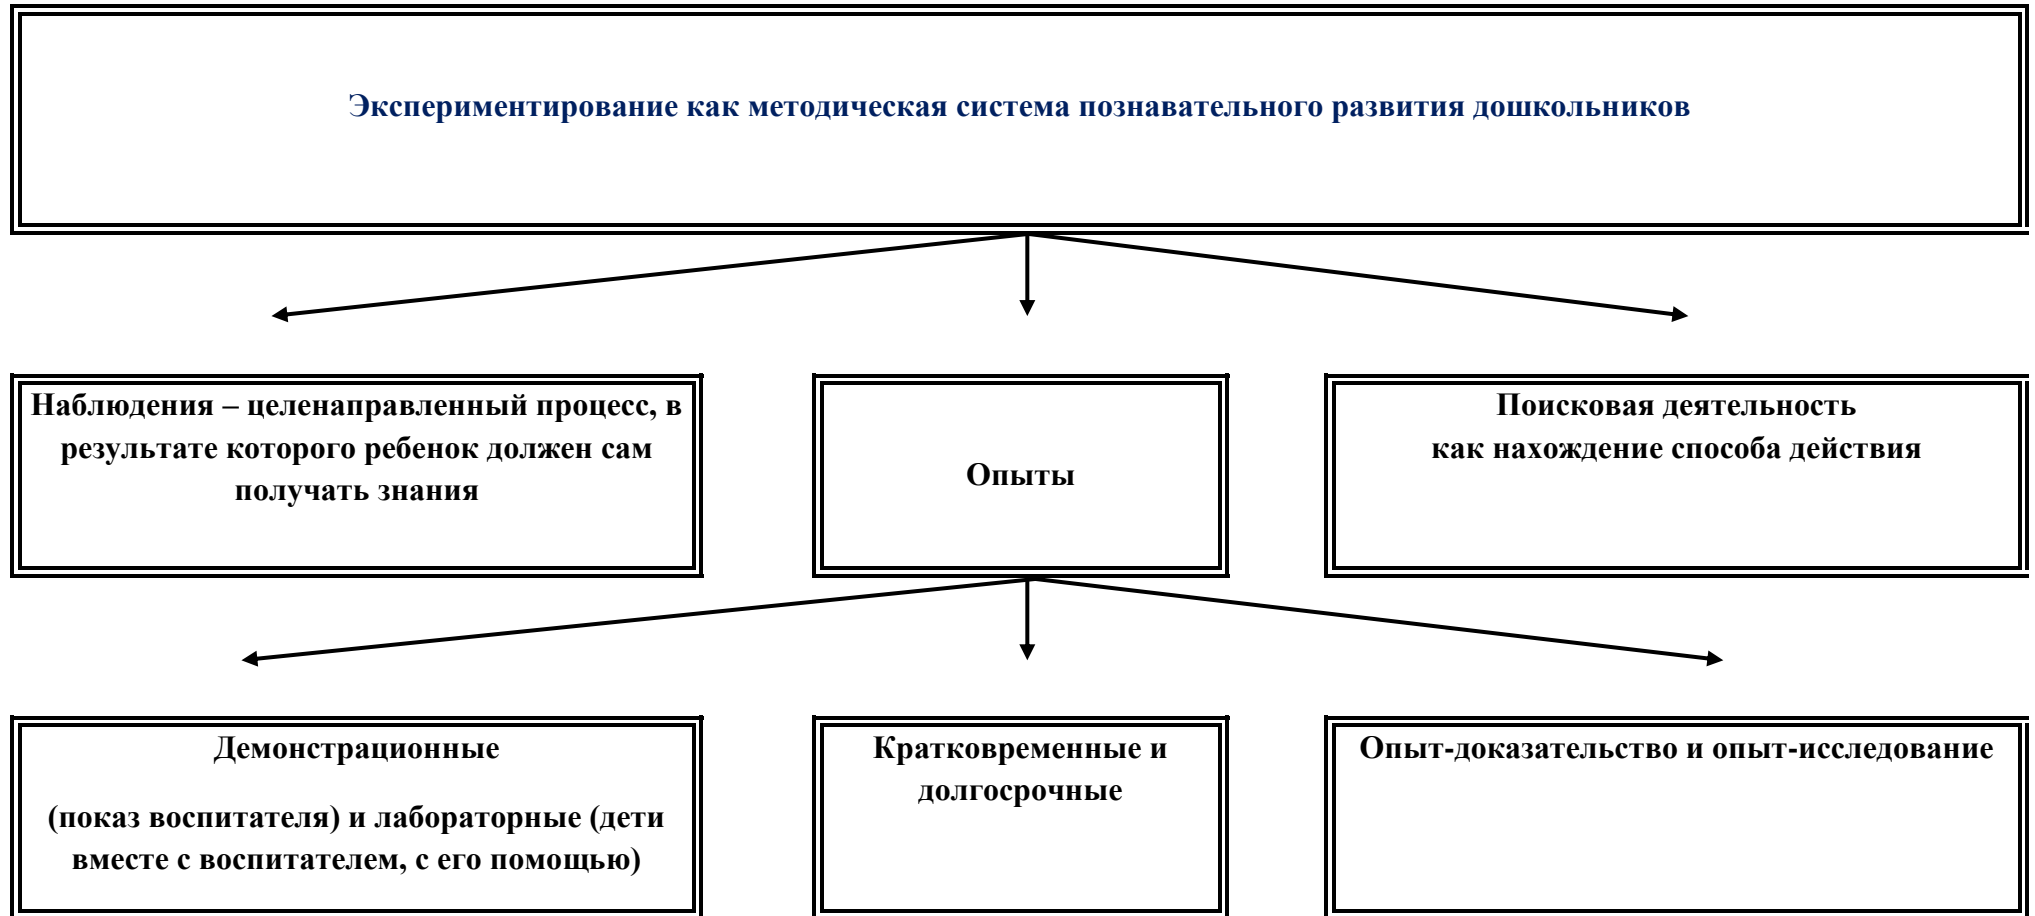 Экспериментирование как методическая система познавательного развития дошкольников
Наблюдения – целенаправленный процесс, в
результате которого ребенок должен сам
получать знания
Опыты
Поисковая деятельность
как нахождение способа действия
Демонстрационные
(показ воспитателя) и лабораторные (дети
вместе с воспитателем, с его помощью)
Кратковременные и
долгосрочные
Опыт-доказательство и опыт-исследование